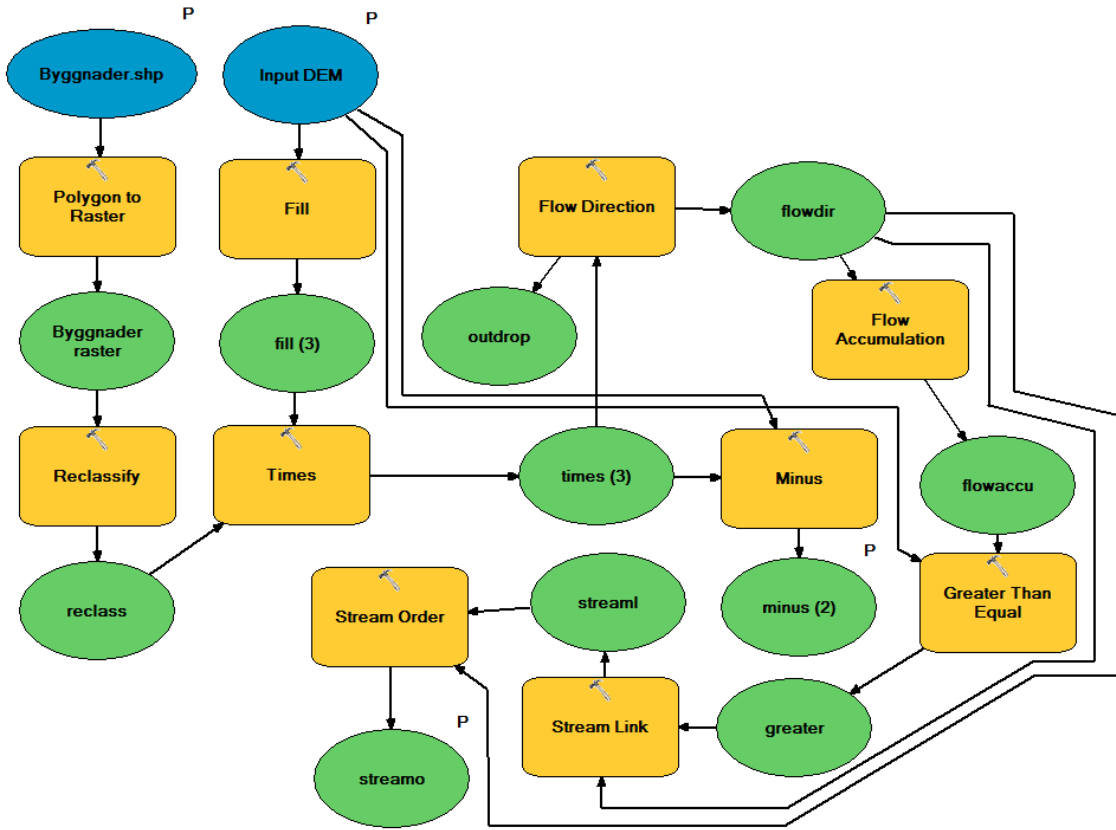 P
P
Byggnader.shp
Input DEM
Polygon to
Raster
Fill
Flow Direction
flowdir
Byggnader
raster
fill (3)
outdrop
Flow
Accumulation
Reclassify
Times
times (3)
Minus
flowaccu
P
reclass
Stream Order
streaml
minus (2)
Greater Than
Equal
P
Stream Link
greater
streamo